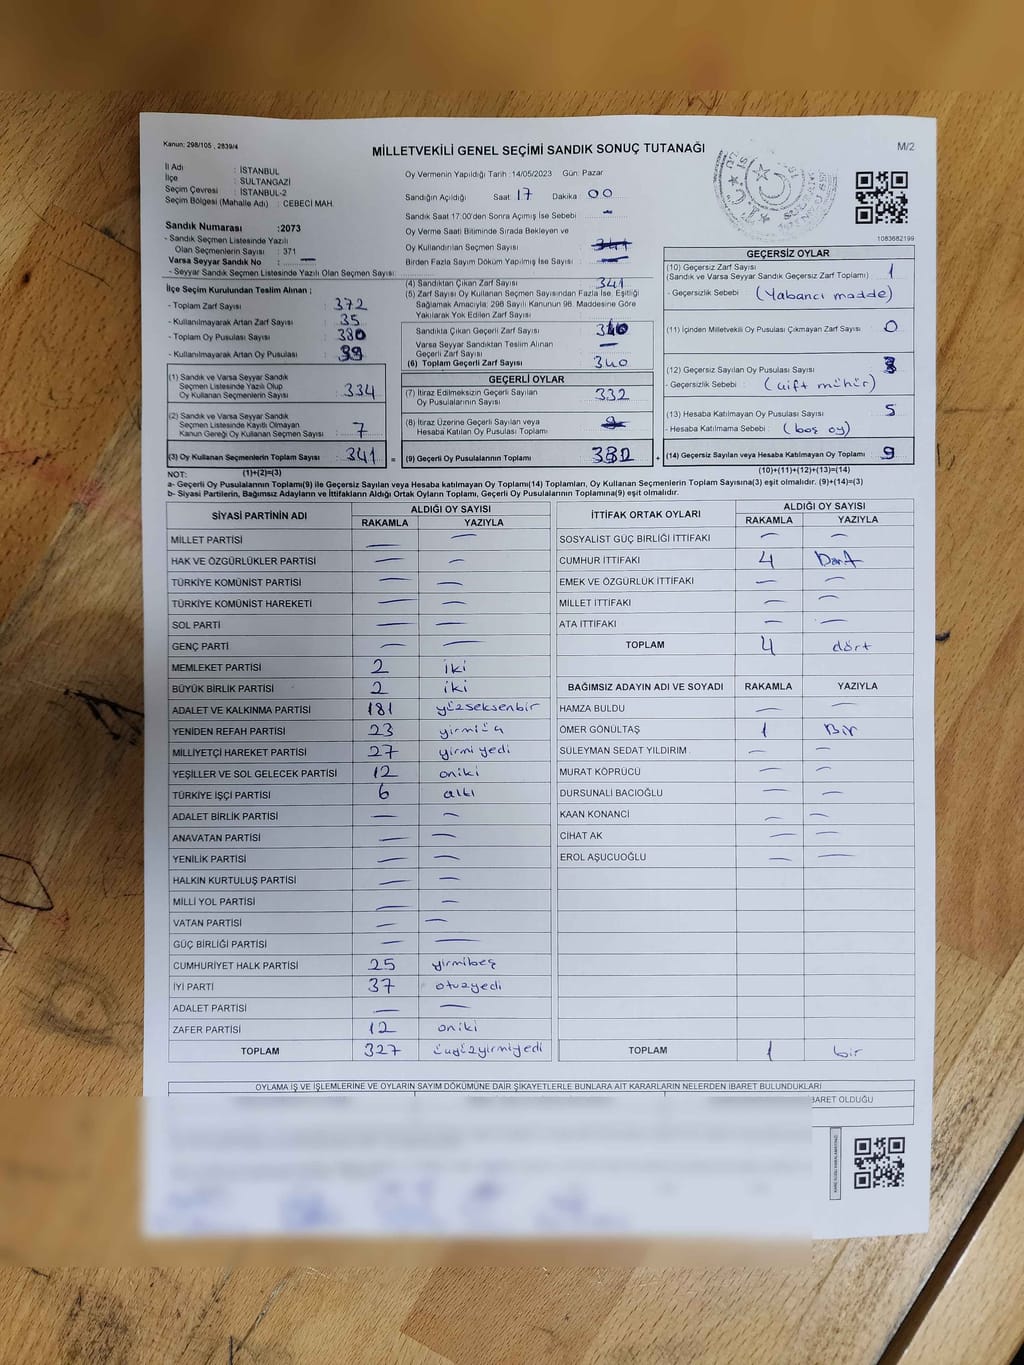 Kanun: 298/105 , 2839/4
MİLLETVEKİLİ GENEL SEÇİMİ SANDIK SONUÇ TUTANAĞI
M/2
İl Adı : İSTANBUL
İlçe : SULTANGAZİ
Seçim Çevresi : İSTANBUL-2
Seçim Bölgesi (Mahalle Adı) : CEBECİ MAH.
Sandık Numarası :2073
- Sandık Seçmen Listesinde Yazılı
Olan Seçmenlerin Sayısı : 371
Varsa Seyyar Sandık No : —
- Seyyar Sandık Seçmen Listesinde Yazılı Olan Seçmen Sayısı:
Oy Vermenin Yapıldığı Tarih :14/05/2023 Gün: Pazar
Sandığın Açıldığı Saat 17 Dakika 00
Sandık Saat 17:00'den Sonra Açılmış İse Sebebi : —
Oy Verme Saati Bitiminde Sırada Bekleyen ve
Oy Kullandırılan Seçmen Sayısı
Birden Fazla Sayım Döküm Yapılmış İse Sayısı :
1083682199
İlçe Seçim Kurulundan Teslim Alınan ;
- Toplam Zarf Sayısı : 372
- Kullanılmayarak Artan Zarf Sayısı : 35
- Toplam Oy Pusulası : 380
- Kullanılmayarak Artan Oy Pusulası : 39
(1) Sandık ve Varsa Seyyar Sandık
Seçmen Listesinde Yazılı Olup
Oy Kullanan Seçmenlerin Sayısı : 334
(2) Sandık ve Varsa Seyyar Sandık
Seçmen Listesinde Kayıtlı Olmayan
Kanun Gereği Oy Kullanan Seçmen Sayısı : 7
(3) Oy Kullanan Seçmenlerin Toplam Sayısı : 341 =
(4) Sandıktan Çıkan Zarf Sayısı : 341
(5) Zarf Sayısı Oy Kullanan Seçmen Sayısından Fazla İse, Eşitliği
Sağlamak Amacıyla; 298 Sayılı Kanunun 98. Maddesine Göre
Yakılarak Yok Edilen Zarf Sayısı :
Sandıkta Çıkan Geçerli Zarf Sayısı : 340
Varsa Seyyar Sandıktan Teslim Alınan
Geçerli Zarf Sayısı : —
(6) Toplam Geçerli Zarf Sayısı : 340
GEÇERLİ OYLAR
(7) İtiraz Edilmeksizin Geçerli Sayılan
Oy Pusulalarının Sayısı : 332
(8) İtiraz Üzerine Geçerli Sayılan veya
Hesaba Katılan Oy Pusulası Toplamı :
(9) Geçerli Oy Pusulalarının Toplamı : 332 +
GEÇERSİZ OYLAR
(10) Geçersiz Zarf Sayısı
(Sandık ve Varsa Seyyar Sandık Geçersiz Zarf Toplamı) : 1
- Geçersizlik Sebebi : (Yabancı madde)
(11) İçinden Milletvekili Oy Pusulası Çıkmayan Zarf Sayısı : 0
(12) Geçersiz Sayılan Oy Pusulası Sayısı : 3
- Geçersizlik Sebebi : (çift mühür)
(13) Hesaba Katılmayan Oy Pusulası Sayısı : 5
- Hesaba Katılmama Sebebi : (boş oy)
(14) Geçersiz Sayılan veya Hesaba Katılmayan Oy Toplamı : 9
NOT: (1)+(2)=(3) (10)+(11)+(12)+(13)=(14)
a- Geçerli Oy Pusulalarının Toplamı(9) ile Geçersiz Sayılan veya Hesaba katılmayan Oy Toplamı(14) Toplamları, Oy Kullanan Seçmenlerin Toplam Sayısına(3) eşit olmalıdır. (9)+(14)=(3)
b- Siyasi Partilerin, Bağımsız Adayların ve İttifakların Aldığı Ortak Oyların Toplamı, Geçerli Oy Pusulalarının Toplamına(9) eşit olmalıdır.
SİYASİ PARTİNİN ADI ALDIĞI OY SAYISI
RAKAMLA YAZIYLA
MİLLET PARTİSİ — —
HAK VE ÖZGÜRLÜKLER PARTİSİ — —
TÜRKİYE KOMÜNİST PARTİSİ — —
TÜRKİYE KOMÜNİST HAREKETİ — —
SOL PARTİ — —
GENÇ PARTİ — —
MEMLEKET PARTİSİ 2 iki
BÜYÜK BİRLİK PARTİSİ 2 iki
ADALET VE KALKINMA PARTİSİ 181 yüzseksenbir
YENİDEN REFAH PARTİSİ 23 yirmiüç
MİLLİYETÇİ HAREKET PARTİSİ 27 yirmi yedi
YEŞİLLER VE SOL GELECEK PARTİSİ 12 oniki
TÜRKİYE İŞÇİ PARTİSİ 6 altı
ADALET BİRLİK PARTİSİ — —
ANAVATAN PARTİSİ — —
YENİLİK PARTİSİ — —
HALKIN KURTULUŞ PARTİSİ — —
MİLLİ YOL PARTİSİ — —
VATAN PARTİSİ — —
GÜÇ BİRLİĞİ PARTİSİ — —
CUMHURİYET HALK PARTİSİ 25 yirmibeş
İYİ PARTİ 37 otuzyedi
ADALET PARTİSİ — —
ZAFER PARTİSİ 12 oniki
TOPLAM 327 üçyüzyirmiyedi
İTTİFAK ORTAK OYLARI ALDIĞI OY SAYISI
RAKAMLA YAZIYLA
SOSYALİST GÜÇ BİRLİĞİ İTTİFAKI — —
CUMHUR İTTİFAKI 4 Dört
EMEK VE ÖZGÜRLÜK İTTİFAKI — —
MİLLET İTTİFAKI — —
ATA İTTİFAKI — —
TOPLAM 4 dört
BAĞIMSIZ ADAYIN ADI VE SOYADI RAKAMLA YAZIYLA
HAMZA BULDU — —
ÖMER GÖNÜLTAŞ 1 Bir
SÜLEYMAN SEDAT YILDIRIM — —
MURAT KÖPRÜCÜ — —
DURSUNALİ BACIOĞLU — —
KAAN KONANCİ — —
CİHAT AK — —
EROL AŞUCUOĞLU — —
TOPLAM 1 bir
OYLAMA İŞ VE İŞLEMLERİNE VE OYLARIN SAYIM DÖKÜMÜNE DAİR ŞİKAYETLERLE BUNLARA AİT KARARLARIN NELERDEN İBARET BULUNDUKLARI
BARET OLDUĞU